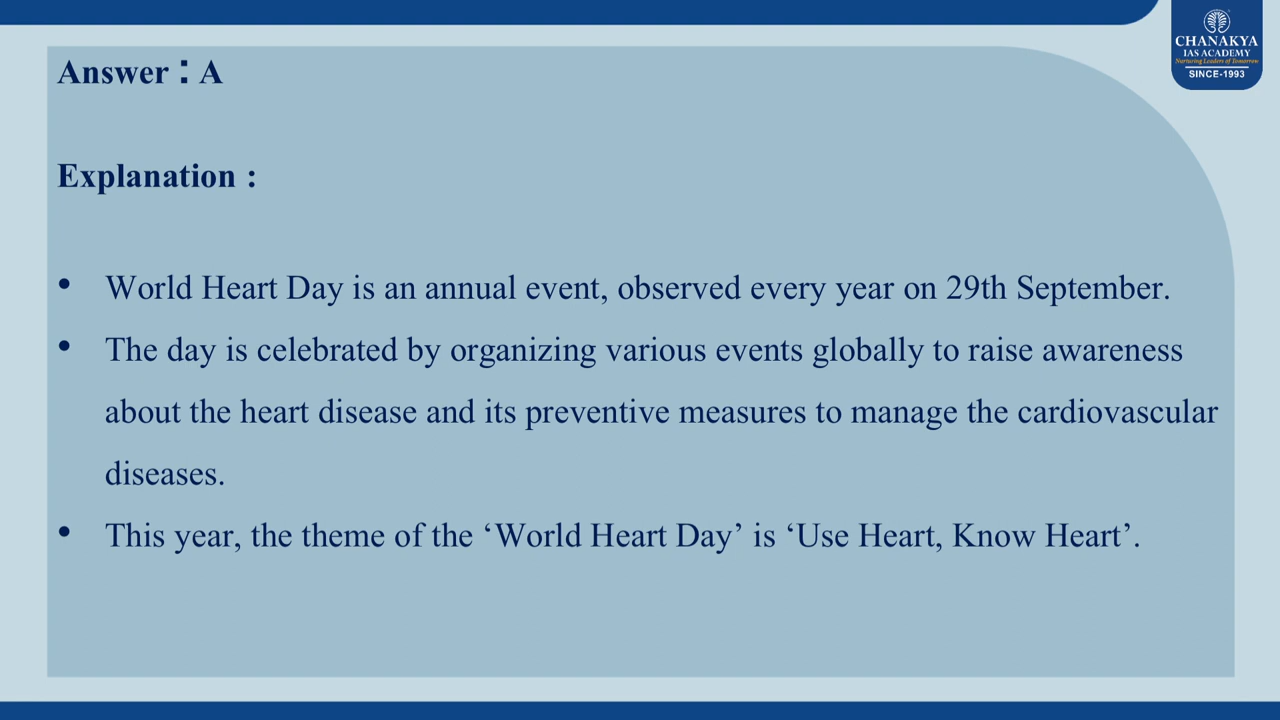 CHANAKYA
IAS ACADEMY
Nurturing Leaders of Tomorrow
SINCE-1993
Answer : A
Explanation :
• World Heart Day is an annual event, observed every year on 29th September.
• The day is celebrated by organizing various events globally to raise awareness
about the heart disease and its preventive measures to manage the cardiovascular
diseases.
• This year, the theme of the ‘World Heart Day’ is ‘Use Heart, Know Heart’.